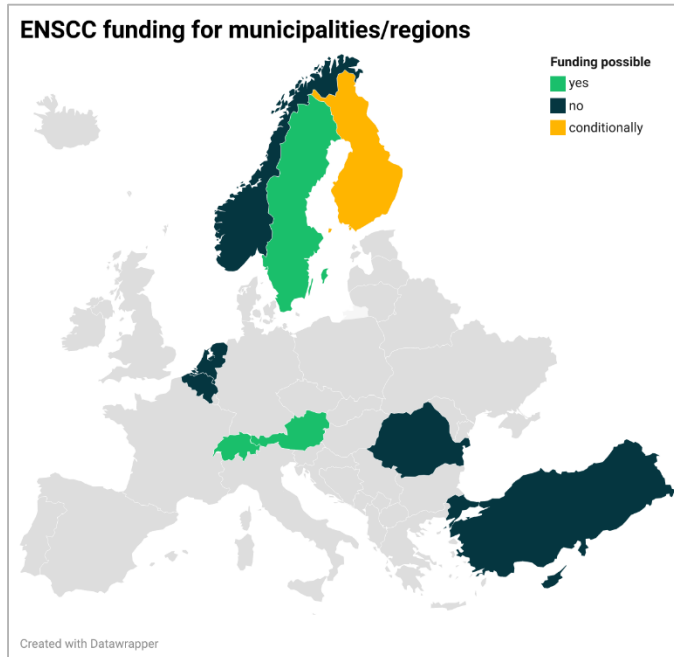 ENSCC funding for municipalities/regions
Funding possible
yes
no
conditionally
Created with Datawrapper